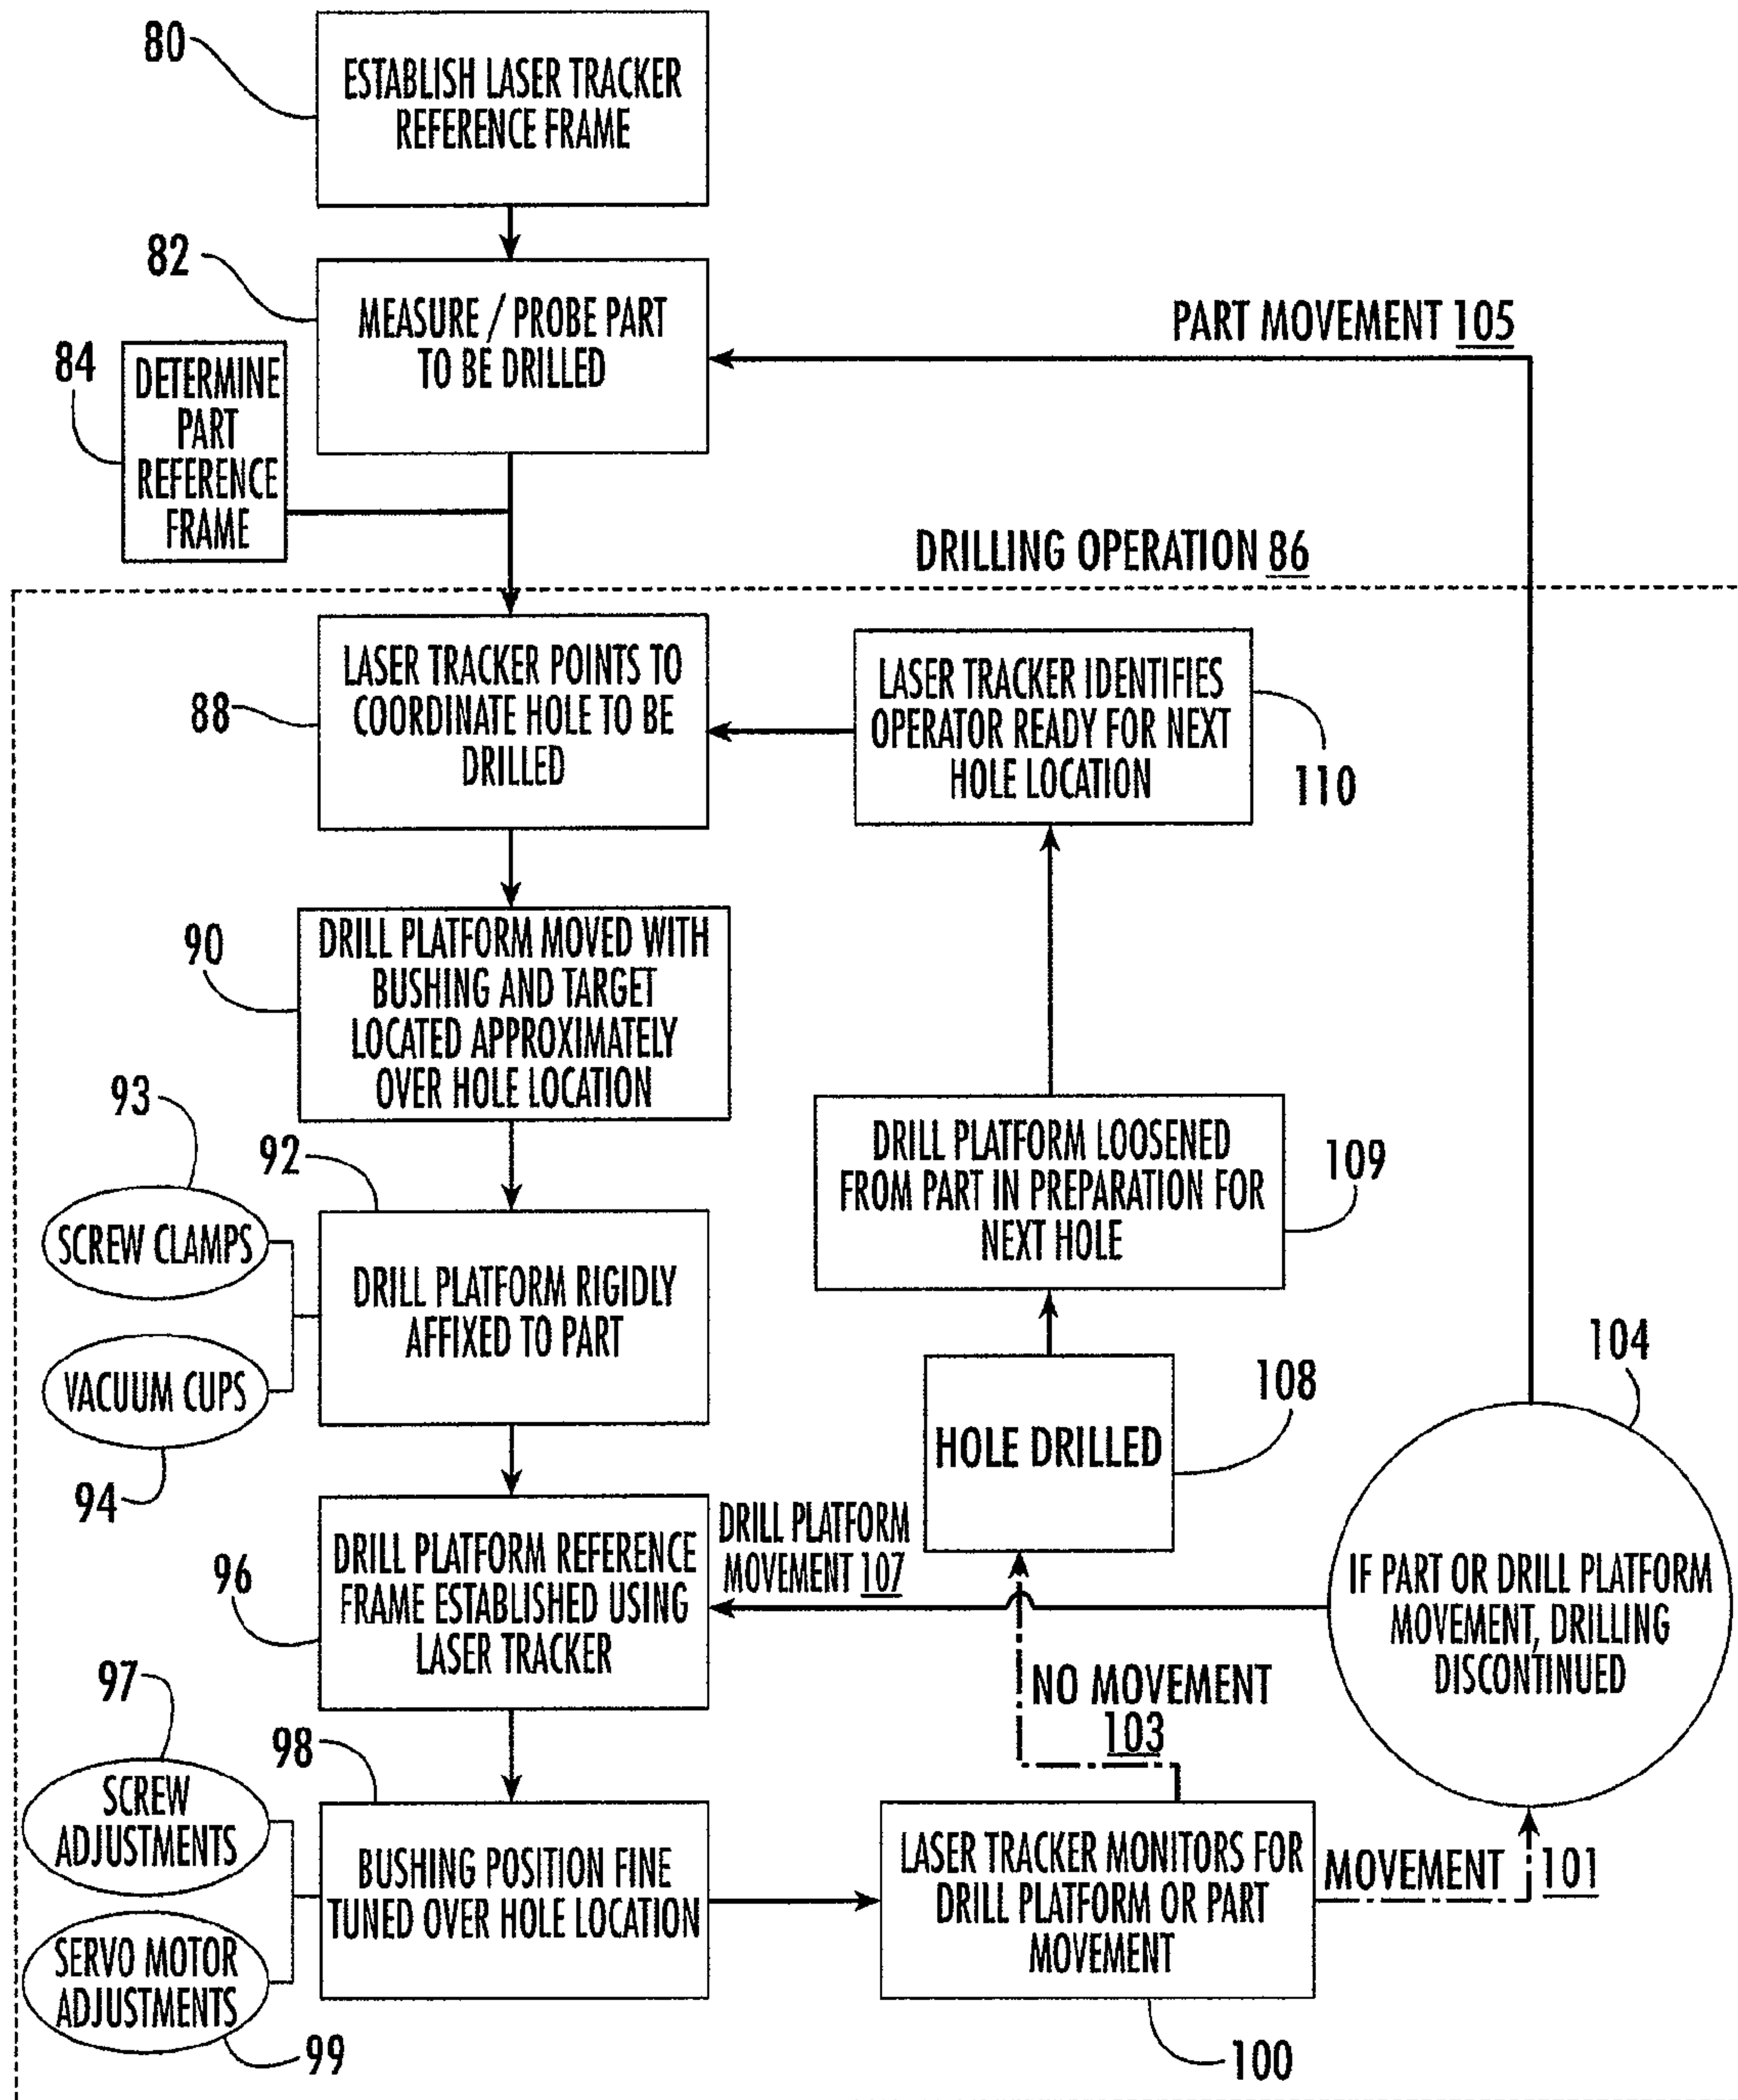 80
ESTABLISH LASER TRACKER
REFERENCE FRAME
82
MEASURE / PROBE PART
TO BE DRILLED
PART MOVEMENT 105
84
DETERMINE
PART
REFERENCE
FRAME
DRILLING OPERATION 86
88
LASER TRACKER POINTS TO
COORDINATE HOLE TO BE
DRILLED
LASER TRACKER IDENTIFIES
OPERATOR READY FOR NEXT
HOLE LOCATION
110
90
DRILL PLATFORM MOVED WITH
BUSHING AND TARGET
LOCATED APPROXIMATELY
OVER HOLE LOCATION
93
SCREW CLAMPS
VACUUM CUPS
94
92
DRILL PLATFORM RIGIDLY
AFFIXED TO PART
DRILL PLATFORM LOOSENED
FROM PART IN PREPARATION FOR
NEXT HOLE
109
HOLE DRILLED
108
104
IF PART OR DRILL PLATFORM
MOVEMENT, DRILLING
DISCONTINUED
96
DRILL PLATFORM REFERENCE
FRAME ESTABLISHED USING
LASER TRACKER
DRILL PLATFORM
MOVEMENT 107
NO MOVEMENT
103
97
SCREW
ADJUSTMENTS
SERVO MOTOR
ADJUSTMENTS
99
98
BUSHING POSITION FINE
TUNED OVER HOLE LOCATION
LASER TRACKER MONITORS FOR
DRILL PLATFORM OR PART
MOVEMENT
100
MOVEMENT 101